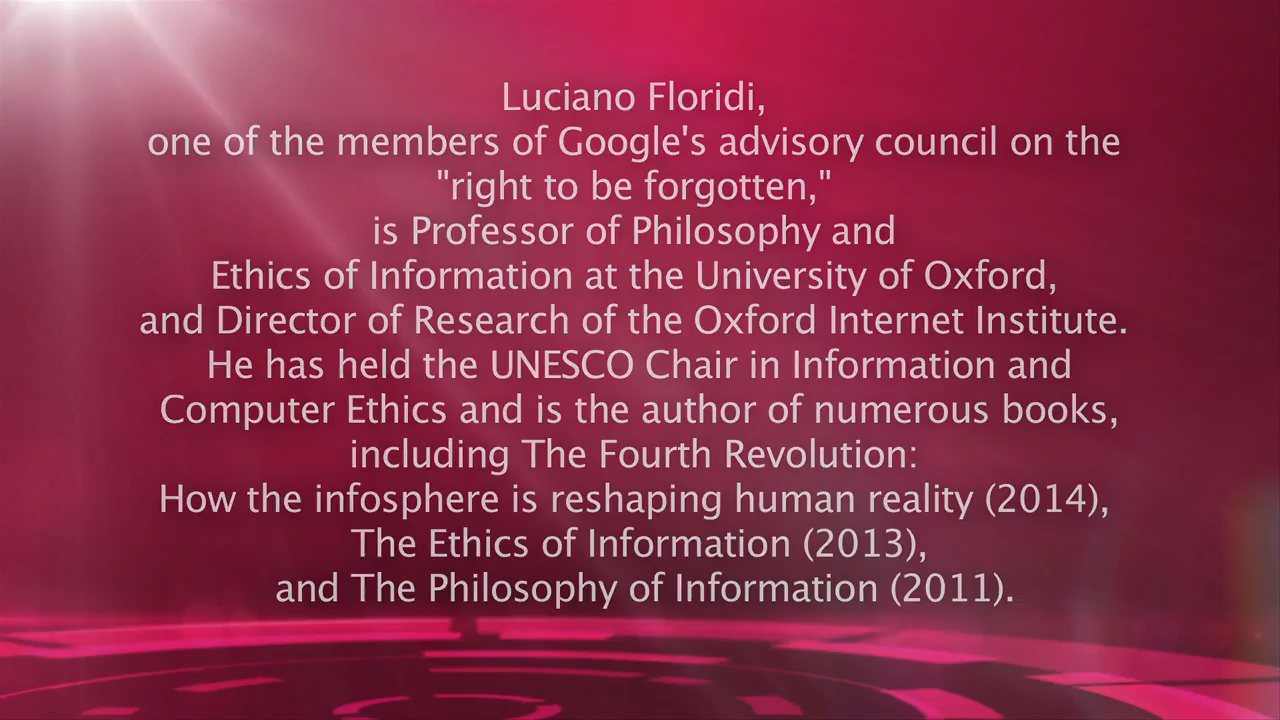 Luciano Floridi,
one of the members of Google's advisory council on the
"right to be forgotten,"
is Professor of Philosophy and
Ethics of Information at the University of Oxford,
and Director of Research of the Oxford Internet Institute.
He has held the UNESCO Chair in Information and
Computer Ethics and is the author of numerous books,
including The Fourth Revolution:
How the infosphere is reshaping human reality (2014),
The Ethics of Information (2013),
and The Philosophy of Information (2011).